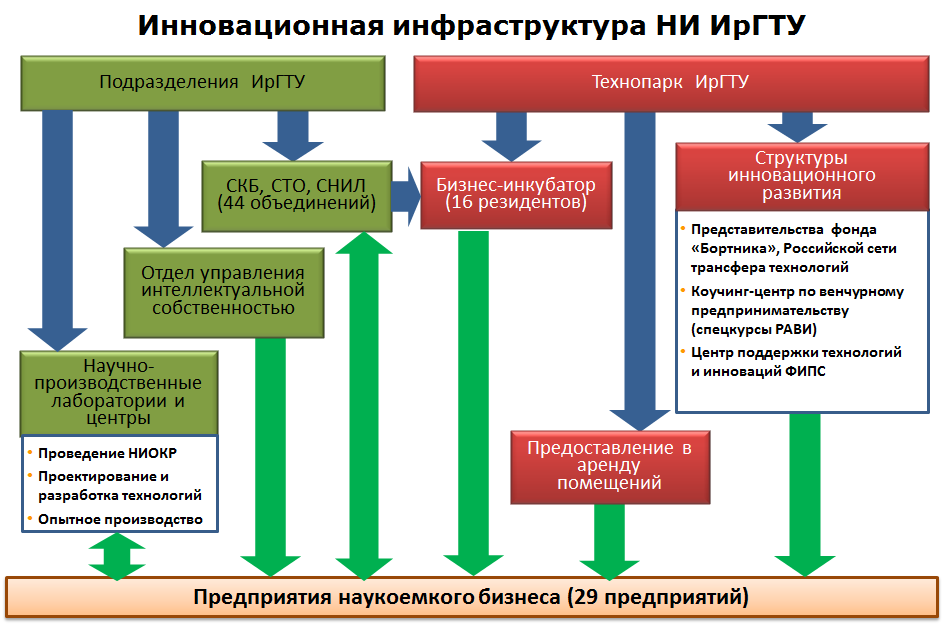 Инновационная инфраструктура НИ ИрГТУ
Подразделения ИрГТУ
Технопарк ИрГТУ
СКБ, СТО, СНИЛ
(44 объединений)
Бизнес-инкубатор
(16 резидентов)
Структуры
инновационного
развития
• Представительства фонда
«Бортника», Российской сети
трансфера технологий
• Коучинг-центр по венчурному
предпринимательству
(спецкурсы РАВИ)
• Центр поддержки технологий
и инноваций ФИПС
Отдел управления
интеллектуальной
собственностью
Научно-
производственные
лаборатории и
центры
• Проведение НИОКР
• Проектирование и
разработка технологий
• Опытное производство
Предоставление в
аренду
помещений
Предприятия наукоемкого бизнеса (29 предприятий)